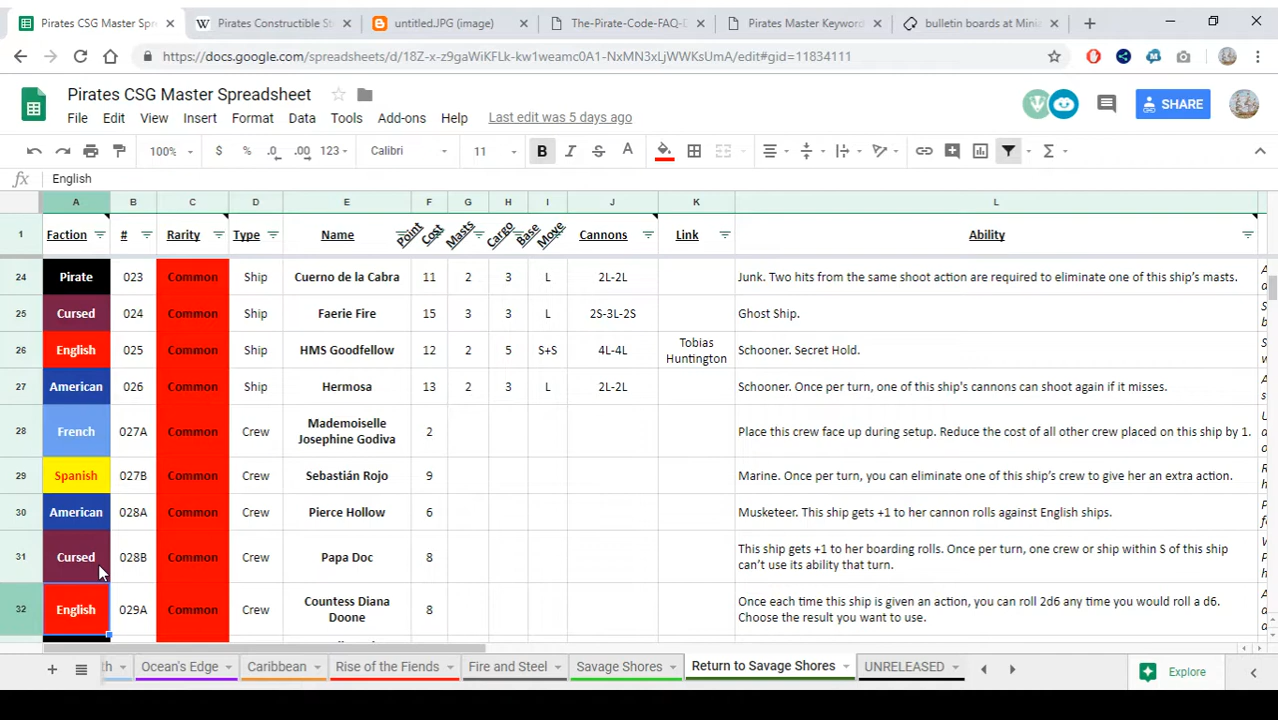 Pirates CSG Master Spr
Pirates Constructible St
untitled.JPG (image)
The-Pirate-Code-FAQ-
Pirates Master Keyword
bulletin boards at Minia
https://docs.google.com/spreadsheets/d/18Z-x-z9gaWiKFLk-kw1weamc0A1-NxMN3xLjWWKsUmA/edit#gid=11834411
Pirates CSG Master Spreadsheet
SHARE
File Edit View Insert Format Data Tools Add-ons Help Last edit was 5 days ago
100% $ % .0 .00 123 Calibri 11 B I S A
fx English
A B C D E F G H I J K L
1 Faction # Rarity Type Name Point Cost Masts Cargo Base Move Cannons Link Ability
24 Pirate 023 Common Ship Cuerno de la Cabra 11 2 3 L 2L-2L Junk. Two hits from the same shoot action are required to eliminate one of this ship's masts.
25 Cursed 024 Common Ship Faerie Fire 15 3 3 L 2S-3L-2S Ghost Ship.
26 English 025 Common Ship HMS Goodfellow 12 2 5 S+S 4L-4L Tobias
Huntington Schooner. Secret Hold.
27 American 026 Common Ship Hermosa 13 2 3 L 2L-2L Schooner. Once per turn, one of this ship's cannons can shoot again if it misses.
28 French 027A Common Crew Mademoiselle
Josephine Godiva 2 Place this crew face up during setup. Reduce the cost of all other crew placed on this ship by 1.
29 Spanish 027B Common Crew Sebastián Rojo 9 Marine. Once per turn, you can eliminate one of this ship's crew to give her an extra action.
30 American 028A Common Crew Pierce Hollow 6 Musketeer. This ship gets +1 to her cannon rolls against English ships.
31 Cursed 028B Common Crew Papa Doc 8 This ship gets +1 to her boarding rolls. Once per turn, one crew or ship within S of this ship
can't use its ability that turn.
32 English 029A Common Crew Countess Diana
Doone 8 Once each time this ship is given an action, you can roll 2d6 any time you would roll a d6.
Choose the result you want to use.
th Ocean's Edge Caribbean Rise of the Fiends Fire and Steel Savage Shores Return to Savage Shores UNRELEASED Explore